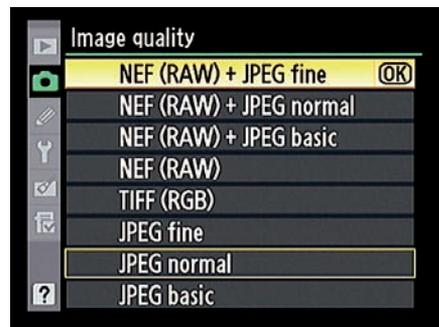 Image quality
NEF (RAW) + JPEG fine OK
NEF (RAW) + JPEG normal
NEF (RAW) + JPEG basic
NEF (RAW)
TIFF (RGB)
JPEG fine
JPEG normal
JPEG basic
?